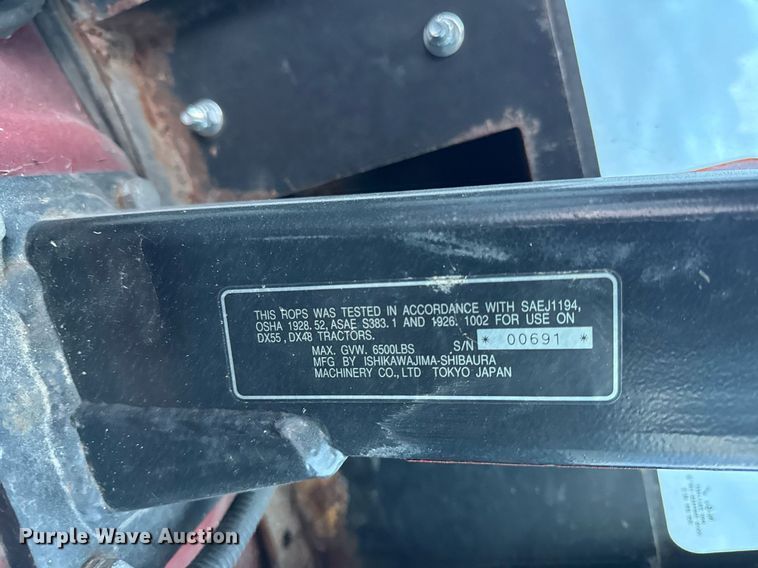 THIS ROPS WAS TESTED IN ACCORDANCE WITH SAEJ1194,
OSHA 1928.52, ASAE S383.1 AND 1926.1002 FOR USE ON
DX55, DX48 TRACTORS.
MAX. GVW. 6500LBS S/N * 00691 *
MFG BY ISHIKAWAJIMA-SHIBAURA
MACHINERY CO., LTD TOKYO JAPAN
Purple Wave Auction